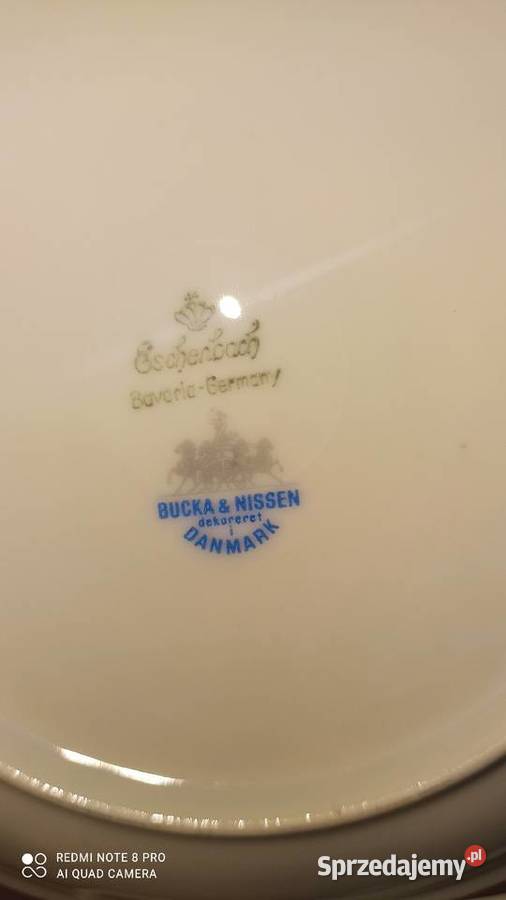 Eschenbach
Bavaria-Germany
BUCKA & NISSEN
dekoreret
i
DANMARK
REDMI NOTE 8 PRO
AI QUAD CAMERA
Sprzedajemy.pl